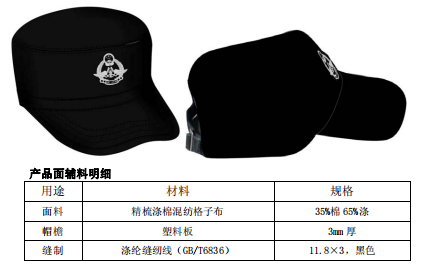 产品面辅料明细
用途 材料 规格
面料 精梳涤棉混纺格子布 35%棉 65%涤
帽檐 塑料板 3mm 厚
缝制 涤纶缝纫线（GB/T6836） 11.8×3，黑色